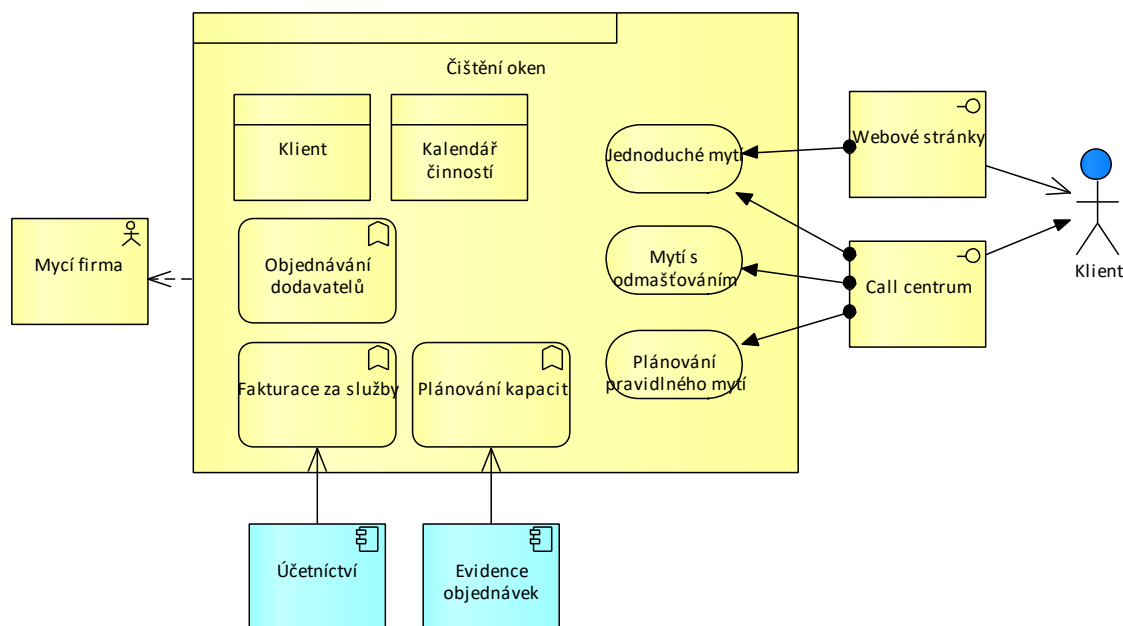 Čištění oken
Klient
Kalendář
činností
Jednoduché mytí
Webové stránky
Mycí firma
Objednávání
dodavatelů
Mytí s
odmašťováním
Call centrum
Klient
Fakturace za služby
Plánování kapacit
Plánování
pravidlného mytí
Účetníctví
Evidence
objednávek